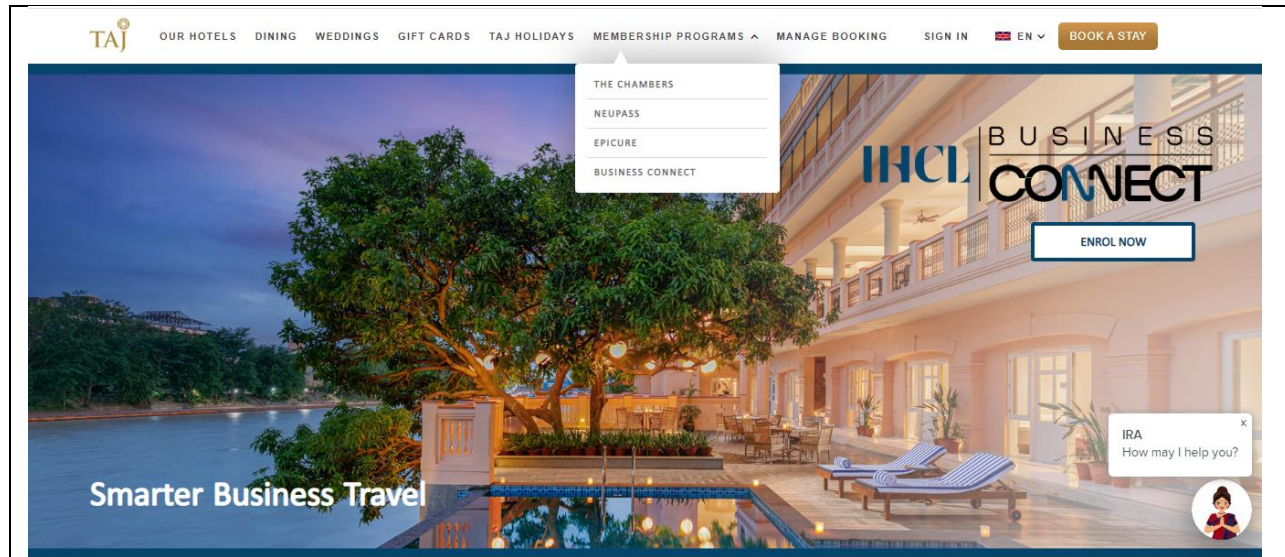 TAJ
OUR HOTELS DINING WEDDINGS GIFT CARDS TAJ HOLIDAYS MEMBERSHIP PROGRAMS MANAGE BOOKING SIGN IN EN BOOK A STAY
THE CHAMBERS
NEUPASS
EPICURE
BUSINESS CONNECT
IHCL BUSINESS
CONNECT
ENROL NOW
x
IRA
How may I help you?
Smarter Business Travel